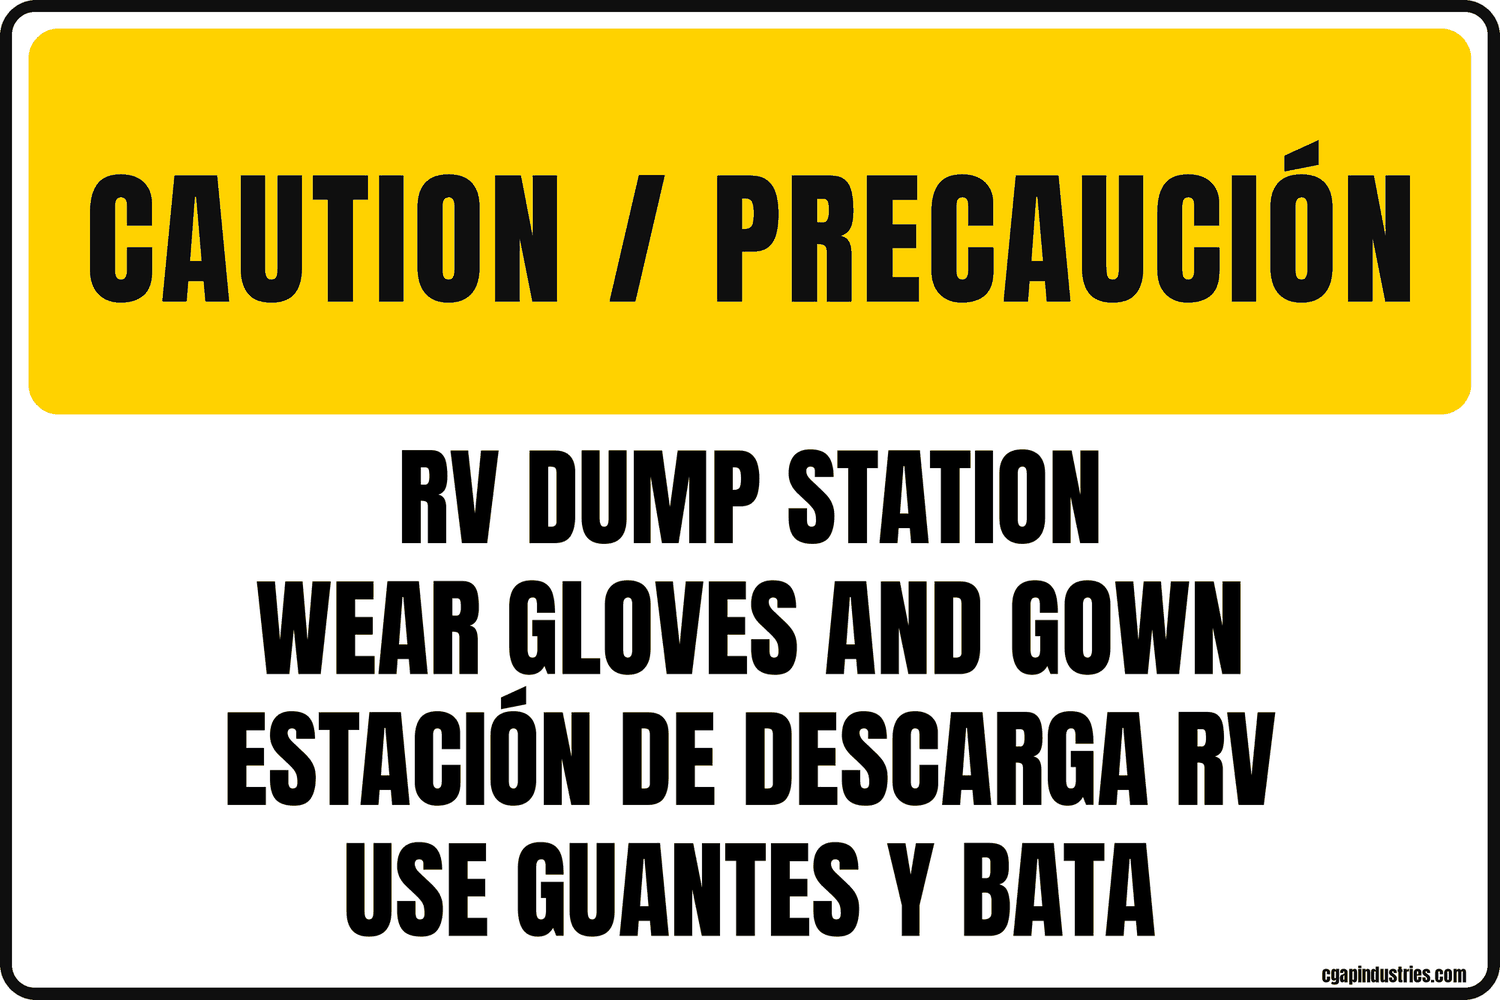 CAUTION / PRECAUCIÓN
RV DUMP STATION
WEAR GLOVES AND GOWN
ESTACIÓN DE DESCARGA RV
USE GUANTES Y BATA
cgapindustries.com